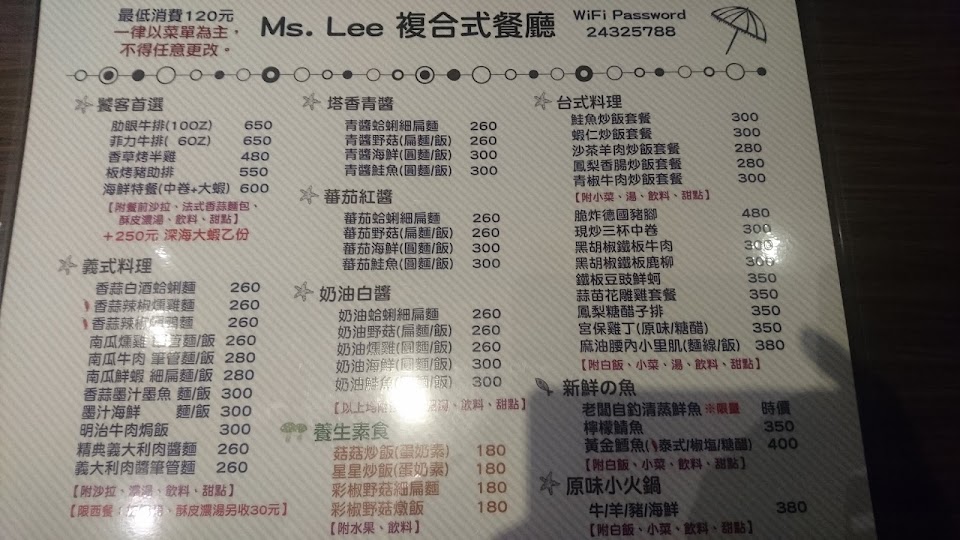 最低消費120元
一律以菜單為主,
不得任意更改。
Ms. Lee 複合式餐廳
WiFi Password
24325788
饕客首選
肋眼牛排(10OZ) 650
菲力牛排( 6OZ) 650
香草烤半雞 480
板烤豬肋排 550
海鮮特餐(中卷+大蝦) 600
【附餐前沙拉、法式香蒜麵包、
酥皮濃湯、飲料、甜點】
+250元 深海大蝦乙份
義式料理
香蒜白酒蛤蜊麵 260
香蒜辣椒燻雞麵 260
香蒜辣椒 麵 260
南瓜燻雞 管麵/飯 260
南瓜牛肉 筆管麵/飯 280
南瓜鮮蝦 細扁麵/飯 280
香蒜墨汁墨魚 麵/飯 300
墨汁海鮮 麵/飯 300
明治牛肉焗飯 300
精典義大利肉醬麵 260
義大利肉醬筆管麵 260
【附沙拉、濃湯、飲料、甜點】
【限西餐: 、酥皮濃湯另收30元】
塔香青醬
青醬蛤蜊細扁麵 260
青醬野菇(扁麵/飯) 260
青醬海鮮(圓麵/飯) 300
青醬鮭魚(圓麵/飯) 300
蕃茄紅醬
蕃茄蛤蜊細扁麵 260
蕃茄野菇(扁麵/飯) 260
蕃茄海鮮(圓麵/飯) 300
蕃茄鮭魚(圓麵/飯) 300
奶油白醬
奶油蛤蜊細扁麵 260
奶油野菇(扁麵/飯) 260
奶油燻雞(圓麵/飯) 260
奶油海鮮(圓麵/飯) 300
奶油鮭魚(圓麵/飯) 300
【以上均附 、飲料、甜點】
養生素食
菇菇炒飯(蛋奶素) 180
星星炒飯(蛋奶素) 180
彩椒野菇細扁麵 180
彩椒野菇燉飯 180
【附水果、飲料】
台式料理
鮭魚炒飯套餐 300
蝦仁炒飯套餐 300
沙茶羊肉炒飯套餐 280
鳳梨香腸炒飯套餐 280
青椒牛肉炒飯套餐 300
【附小菜、湯、飲料、甜點】
脆炸德國豬腳 480
現炒三杯中卷 300
黑胡椒鐵板牛肉 300
黑胡椒鐵板鹿柳 300
鐵板豆豉鮮蚵 350
蒜苗花雕雞套餐 350
鳳梨糖醋子排 350
宮保雞丁(原味/糖醋) 350
麻油腰內小里肌(麵線/飯) 380
【附白飯、小菜、湯、飲料、甜點】
新鮮の魚
老闆自釣清蒸鮮魚 ※限量 時價
檸檬鯖魚 350
黃金鱈魚( 泰式/椒塩/糖醋) 400
【附白飯、小菜、飲料、甜點】
原味小火鍋
牛/羊/豬/海鮮 380
【附白飯、小菜、飲料、甜點】